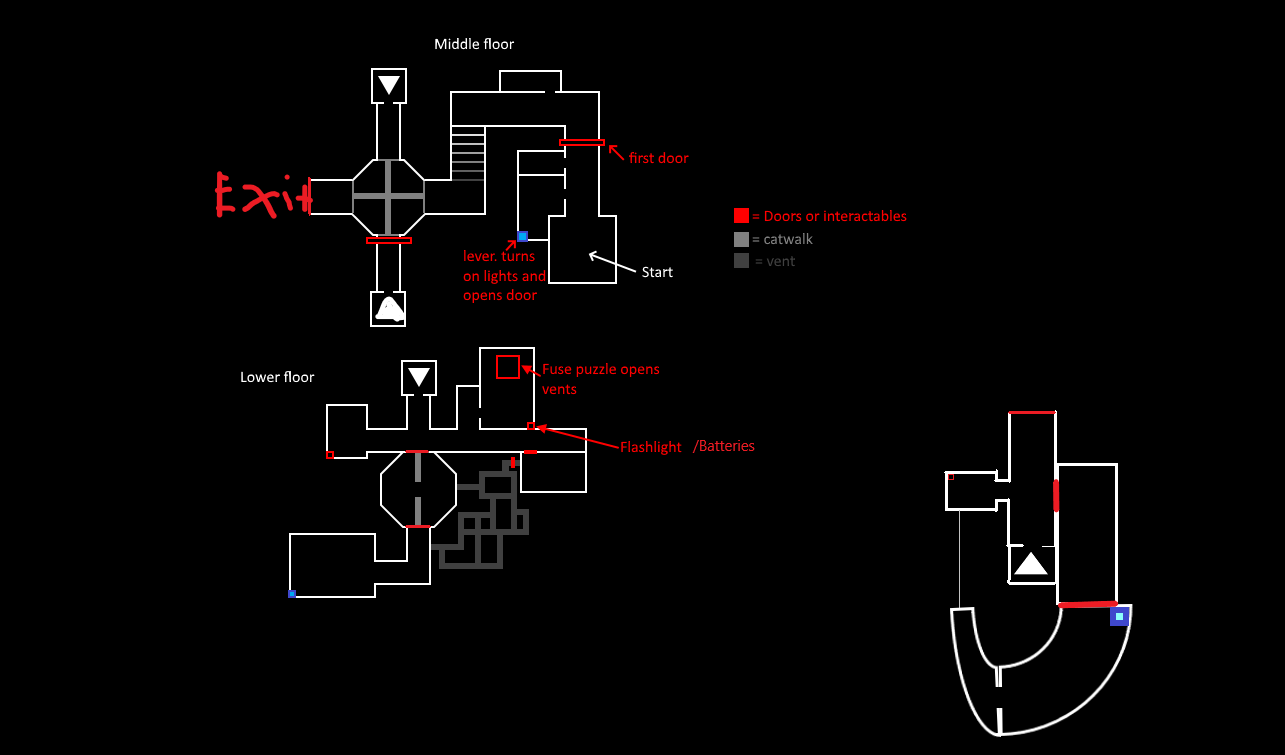 Middle floor
first door
Exit
= Doors or interactables
= catwalk
= vent
lever. turns
on lights and
opens door
Start
Lower floor
Fuse puzzle opens
vents
Flashlight /Batteries